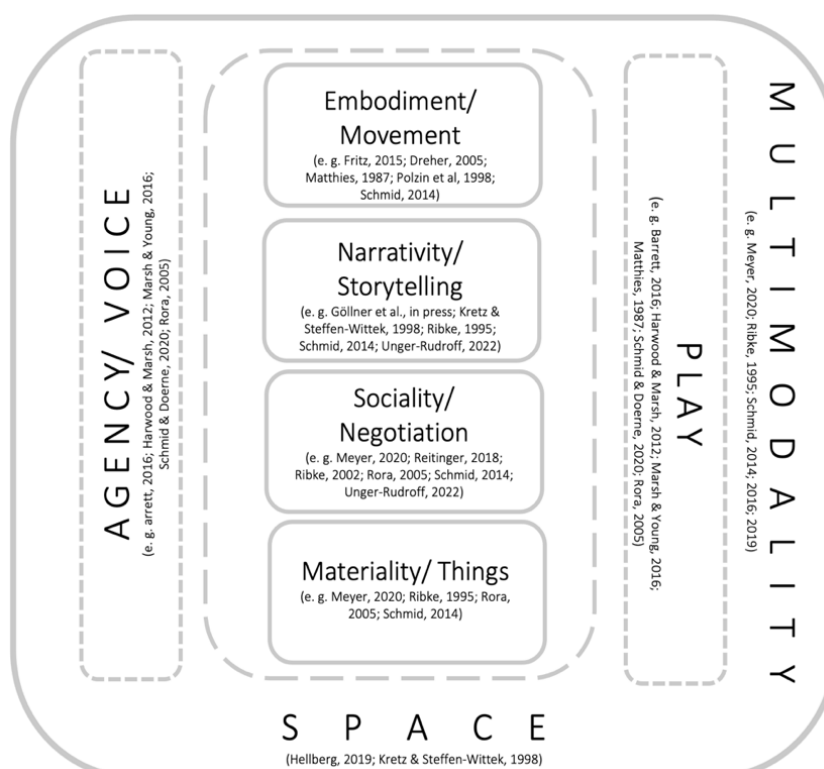 AGENCY/ VOICE
(e. g. arrett, 2016; Harwood & Marsh, 2012; Marsh & Young, 2016;
Schmid & Doerne, 2020; Rora, 2005)
Embodiment/
Movement
(e. g. Fritz, 2015; Dreher, 2005;
Matthies, 1987; Polzin et al, 1998;
Schmid, 2014)
Narrativity/
Storytelling
(e. g. Göllner et al., in press; Kretz &
Steffen-Wittek, 1998; Ribke, 1995;
Schmid, 2014; Unger-Rudroff, 2022)
Sociality/
Negotiation
(e. g. Meyer, 2020; Reitinger, 2018;
Ribke, 2002; Rora, 2005; Schmid, 2014;
Unger-Rudroff, 2022)
Materiality/ Things
(e. g. Meyer, 2020; Ribke, 1995; Rora,
2005; Schmid, 2014)
PLAY
(e. g. Barrett, 2016; Harwood & Marsh, 2012; Marsh & Young, 2016;
Matthies, 1987; Schmid & Doerne, 2020; Rora, 2005)
MULTIMODALITY
(e. g. Meyer, 2020; Ribke, 1995; Schmid, 2014; 2016; 2019)
SPACE
(Hellberg, 2019; Kretz & Steffen-Wittek, 1998)